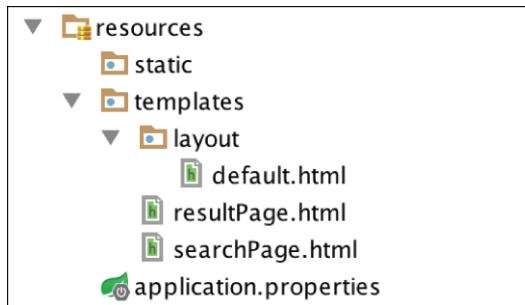 resources
static
templates
layout
default.html
resultPage.html
searchPage.html
application.properties